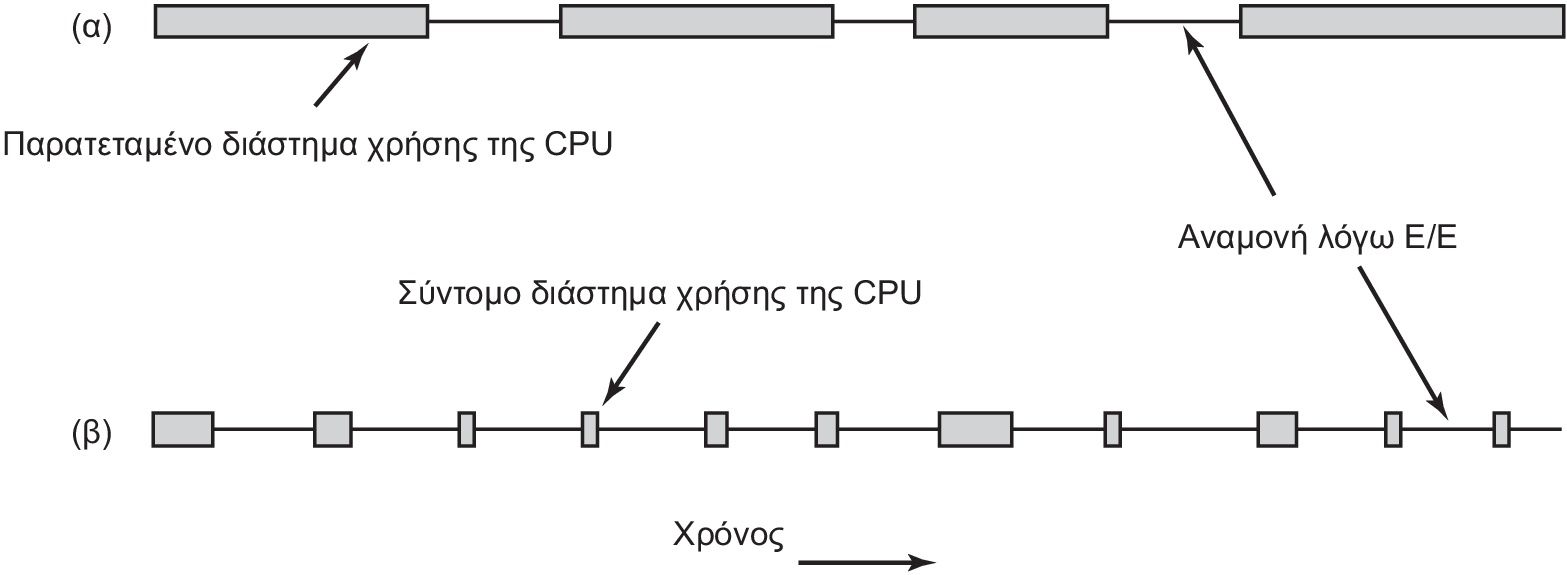 (α)
Παρατεταμένο διάστημα χρήσης της CPU
Αναμονή λόγω Ε/Ε
Σύντομο διάστημα χρήσης της CPU
(β)
Χρόνος